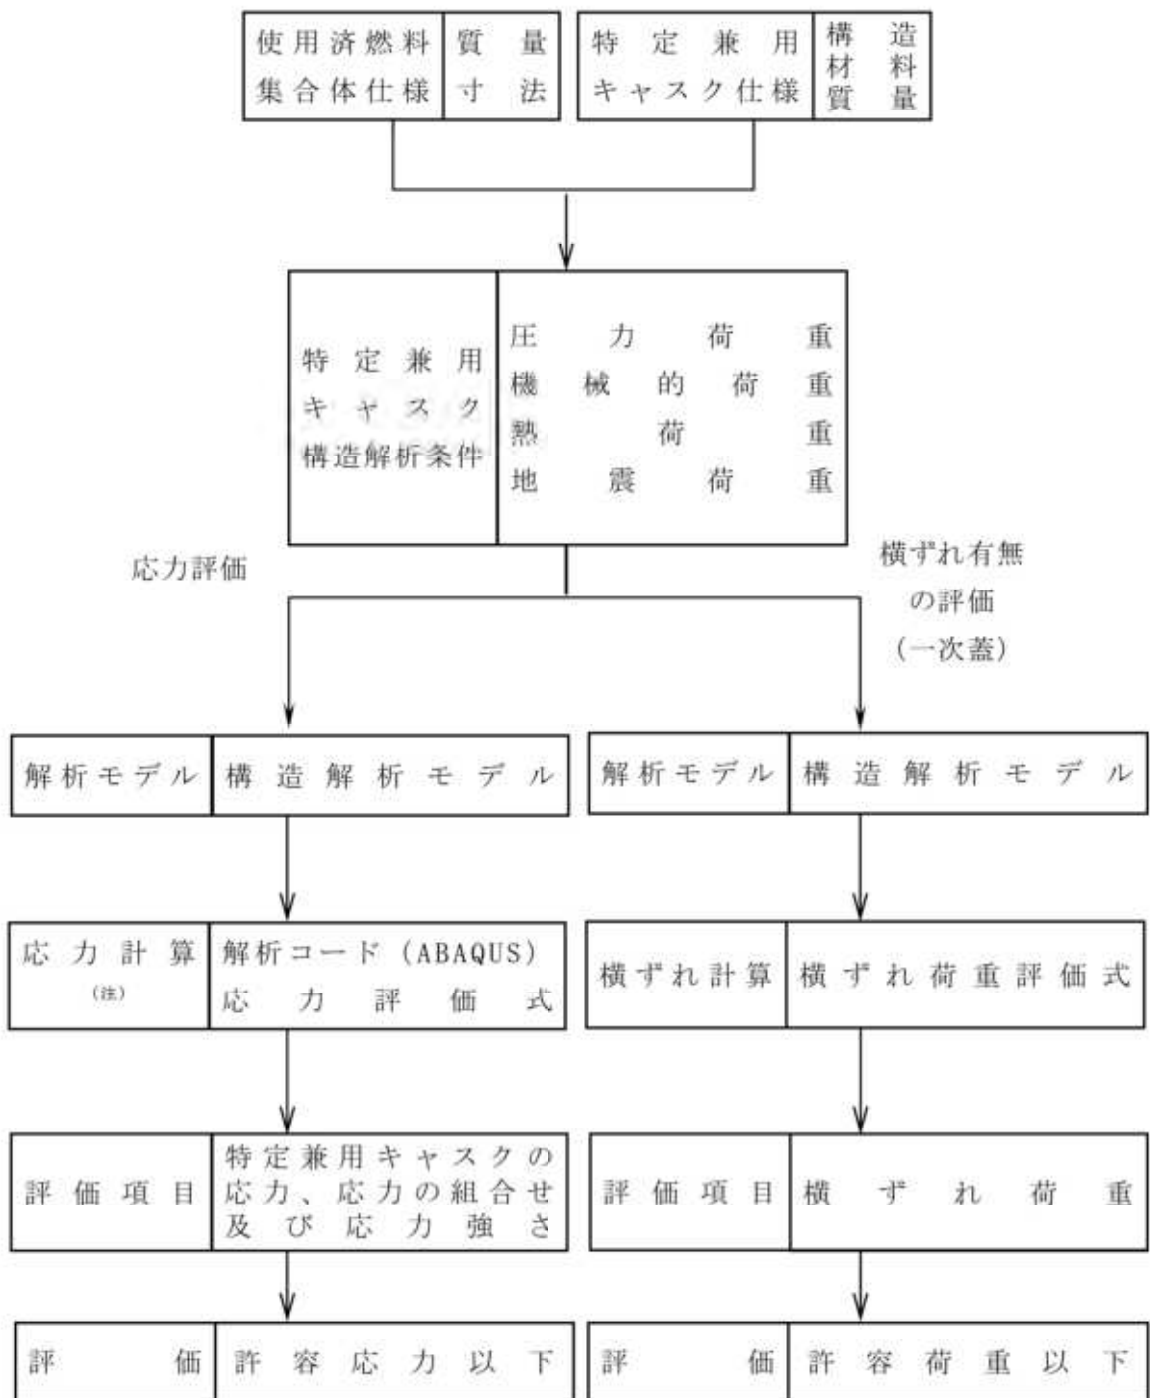 使用済燃料
集合体仕様
質量
寸法
特定兼用
キャスク仕様
構造
材料
質量
特定兼用
キャスク
構造解析条件
圧力荷重
機械的荷重
熱荷重
地震荷重
応力評価
横ずれ有無
の評価
(一次蓋)
解析モデル
構造解析モデル
解析モデル
構造解析モデル
応力計算
(注)
解析コード(ABAQUS)
応力評価式
横ずれ計算
横ずれ荷重評価式
評価項目
特定兼用キャスクの
応力、応力の組合せ
及び応力強さ
評価項目
横ずれ荷重
評価
許容応力以下
評価
許容荷重以下